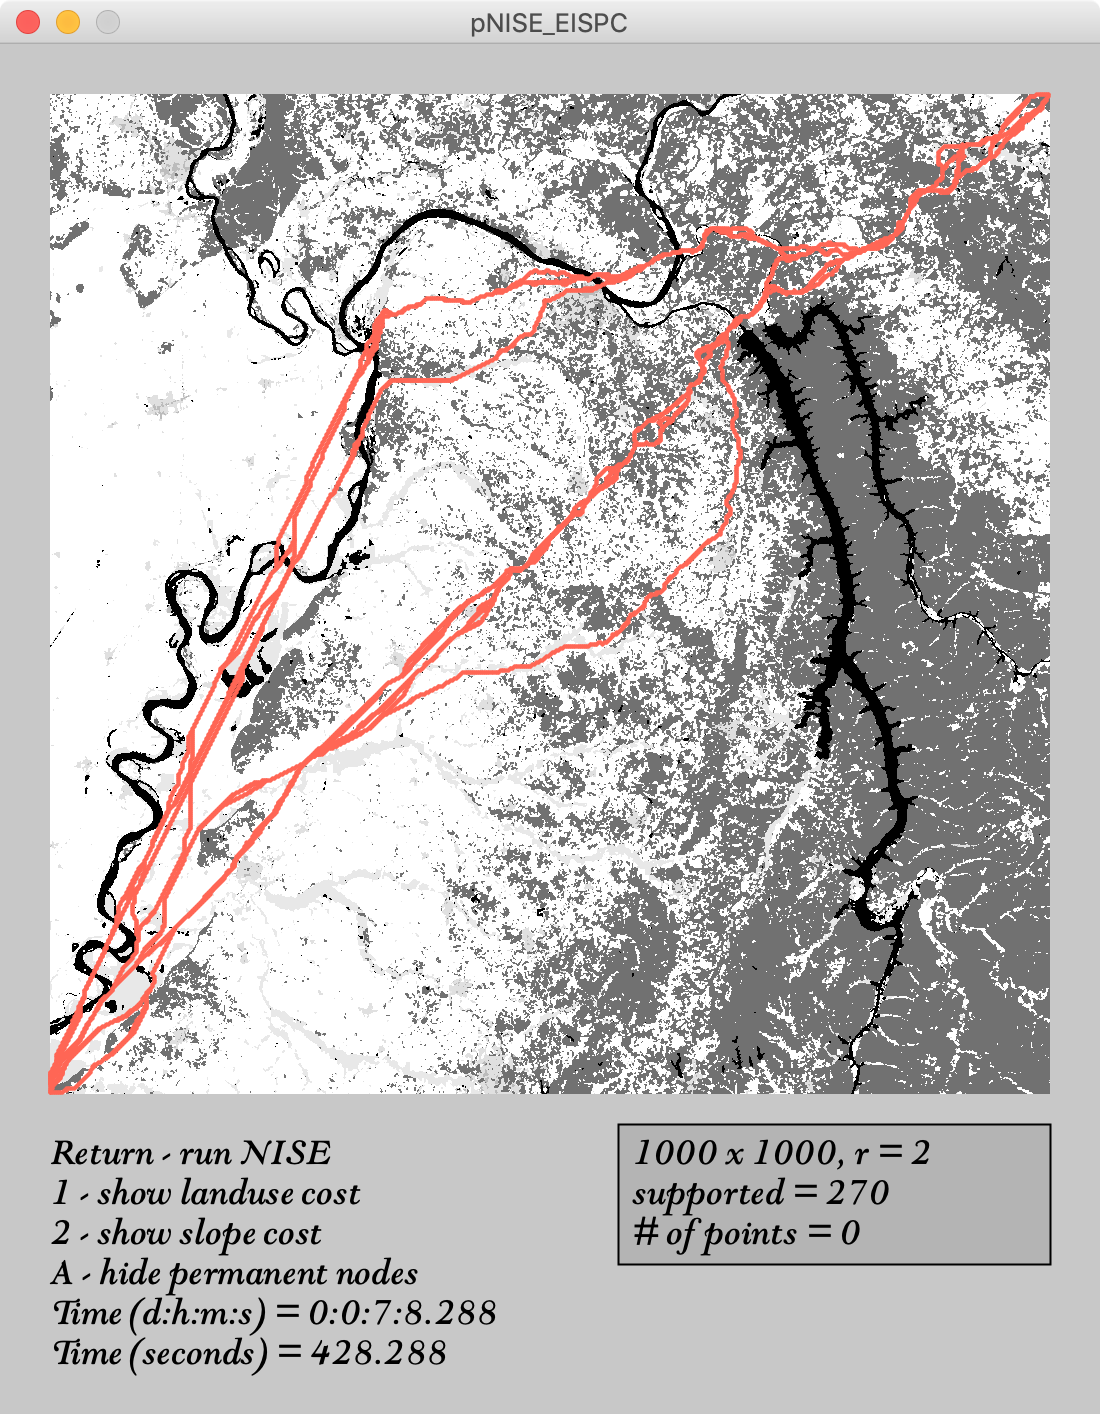 pNISE_EISPC
Return - run NISE
1 - show landuse cost
2 - show slope cost
A - hide permanent nodes
Time (d:h:m:s) = 0:0:7:8.288
Time (seconds) = 428.288
1000 x 1000, r = 2
supported = 270
# of points = 0